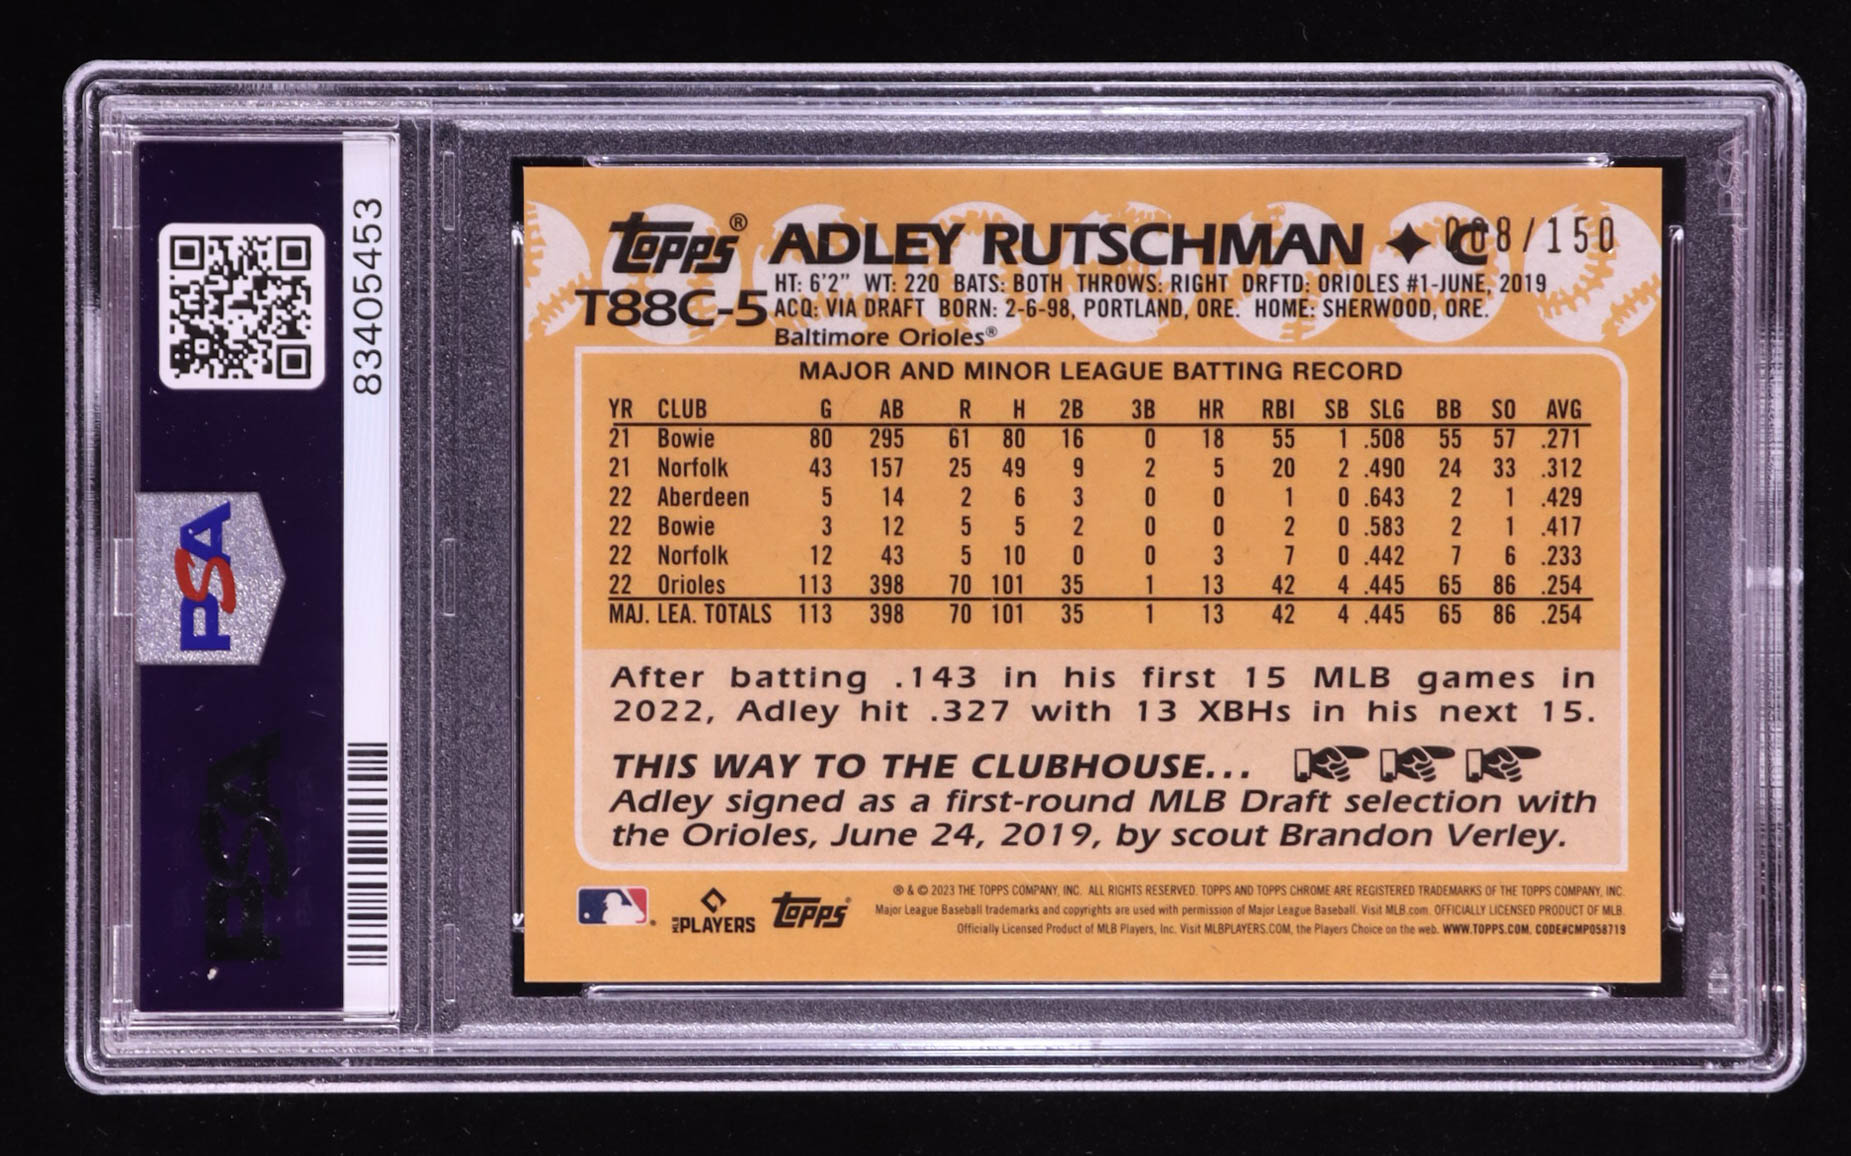 83405453
PSA
PSA
Topps®
ADLEY RUTSCHMAN ✦ C
008/150
T88C-5
HT: 6'2" WT: 220 BATS: BOTH THROWS: RIGHT DRFTD: ORIOLES #1-JUNE, 2019
ACQ: VIA DRAFT BORN: 2-6-98, PORTLAND, ORE. HOME: SHERWOOD, ORE.
Baltimore Orioles®
MAJOR AND MINOR LEAGUE BATTING RECORD
YR CLUB G AB R H 2B 3B HR RBI SB SLG BB SO AVG
21 Bowie 80 295 61 80 16 0 18 55 1 .508 55 57 .271
21 Norfolk 43 157 25 49 9 2 5 20 2 .490 24 33 .312
22 Aberdeen 5 14 2 6 3 0 0 1 0 .643 2 1 .429
22 Bowie 3 12 5 5 2 0 0 2 0 .583 2 1 .417
22 Norfolk 12 43 5 10 0 0 3 7 0 .442 7 6 .233
22 Orioles 113 398 70 101 35 1 13 42 4 .445 65 86 .254
MAJ. LEA. TOTALS 113 398 70 101 35 1 13 42 4 .445 65 86 .254
After batting .143 in his first 15 MLB games in
2022, Adley hit .327 with 13 XBHs in his next 15.
THIS WAY TO THE CLUBHOUSE...
Adley signed as a first-round MLB Draft selection with
the Orioles, June 24, 2019, by scout Brandon Verley.
MLB PLAYERS
Topps®
® & © 2023 THE TOPPS COMPANY, INC. ALL RIGHTS RESERVED. TOPPS AND TOPPS CHROME ARE REGISTERED TRADEMARKS OF THE TOPPS COMPANY, INC.
Major League Baseball trademarks and copyrights are used with permission of Major League Baseball. Visit MLB.com. OFFICIALLY LICENSED PRODUCT OF MLB.
Officially Licensed Product of MLB Players, Inc. Visit MLBPLAYERS.COM, the Players Choice on the web. WWW.TOPPS.COM. CODE#CMP058719